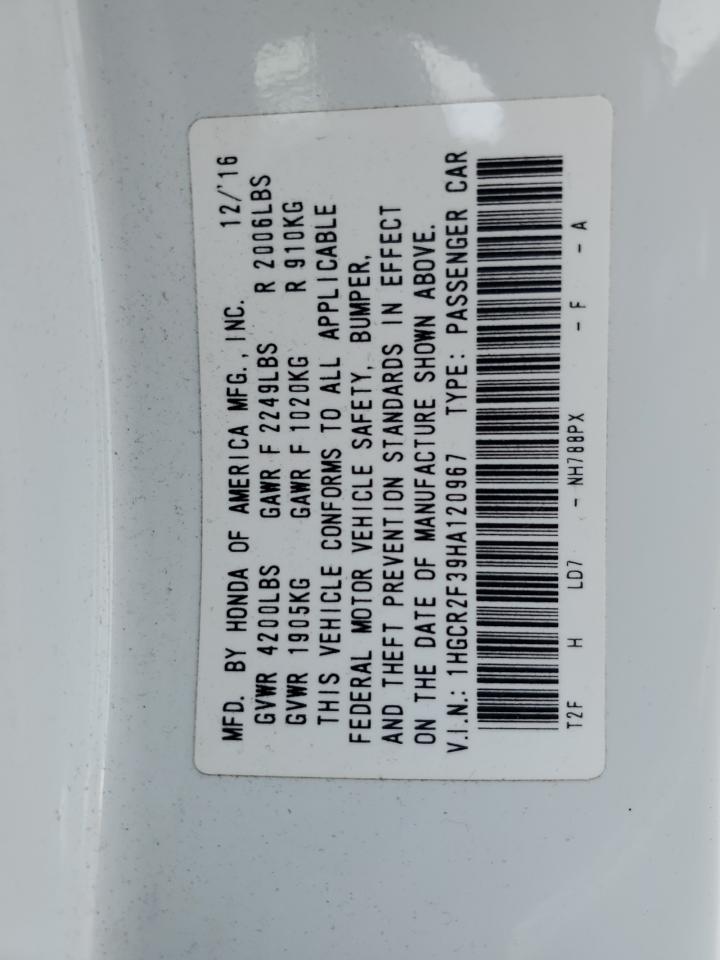 MFD. BY HONDA OF AMERICA MFG., INC. 12/'16
GVWR 4200LBS GAWR F 2249LBS R 2006LBS
GVWR 1905KG GAWR F 1020KG R 910KG
THIS VEHICLE CONFORMS TO ALL APPLICABLE
FEDERAL MOTOR VEHICLE SAFETY, BUMPER,
AND THEFT PREVENTION STANDARDS IN EFFECT
ON THE DATE OF MANUFACTURE SHOWN ABOVE.
V.I.N.: 1HGCR2F39HA120967 TYPE: PASSENGER CAR
T2F H LD7 - NH788PX - F - A